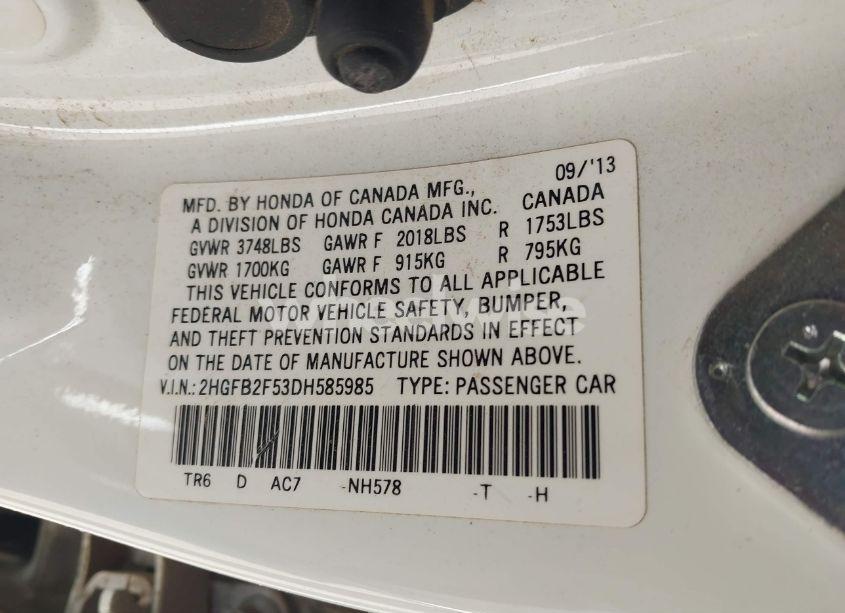 09/'13
MFD. BY HONDA OF CANADA MFG., CANADA
A DIVISION OF HONDA CANADA INC.
GVWR 3748LBS GAWR F 2018LBS R 1753LBS
GVWR 1700KG GAWR F 915KG R 795KG
THIS VEHICLE CONFORMS TO ALL APPLICABLE
FEDERAL MOTOR VEHICLE SAFETY, BUMPER,
AND THEFT PREVENTION STANDARDS IN EFFECT
ON THE DATE OF MANUFACTURE SHOWN ABOVE.
V.I.N.: 2HGFB2F53DH585985 TYPE: PASSENGER CAR
TR6 D AC7 -NH578 -T -H